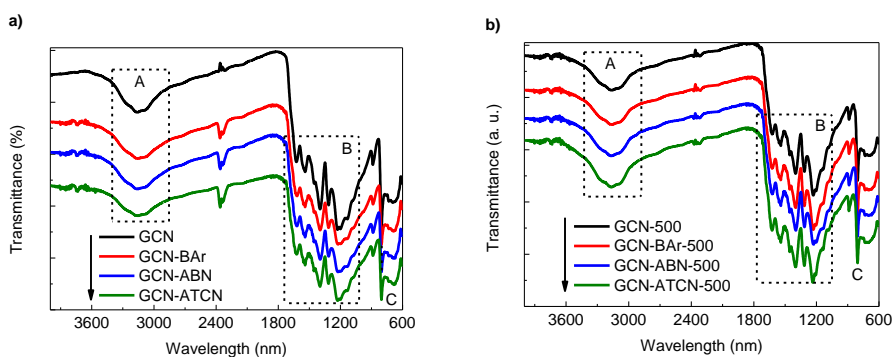 a)
A
B
C
Transmittance (%)
GCN
GCN-BAr
GCN-ABN
GCN-ATCN
3600 3000 2400 1800 1200 600
Wavelength (nm)
b)
A
B
C
Transmittance (a. u.)
GCN-500
GCN-BAr-500
GCN-ABN-500
GCN-ATCN-500
3600 3000 2400 1800 1200 600
Wavelength (nm)